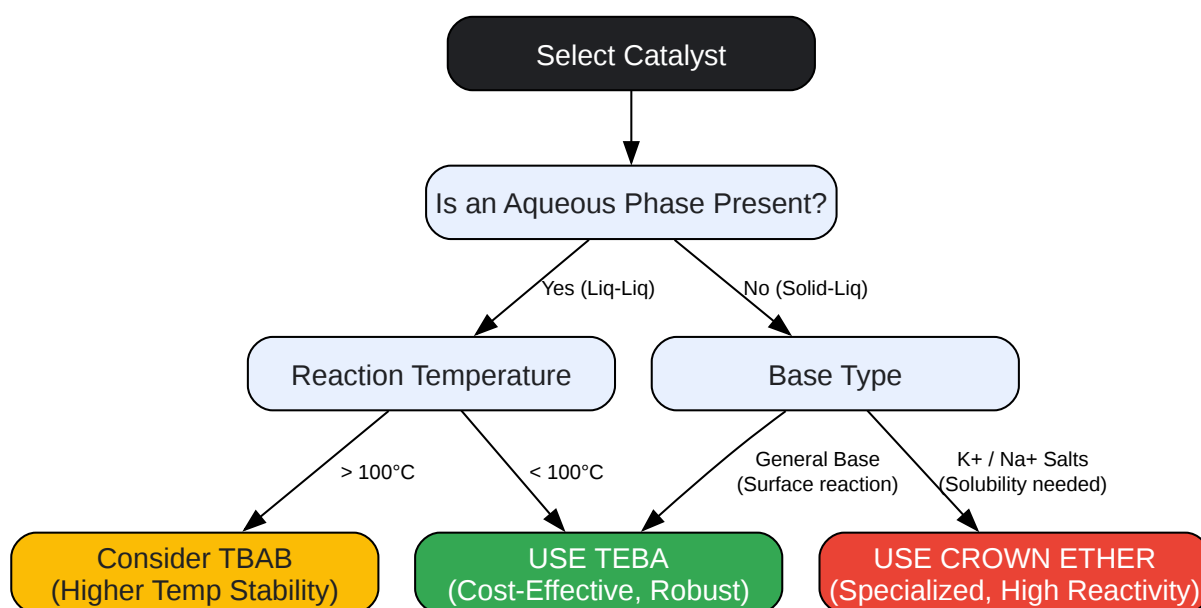 Select Catalyst
Is an Aqueous Phase Present?
Yes (Liq-Liq)
No (Solid-Liq)
Reaction Temperature
Base Type
> 100°C
< 100°C
General Base
(Surface reaction)
K+ / Na+ Salts
(Solubility needed)
Consider TBAB
(Higher Temp Stability)
USE TEBA
(Cost-Effective, Robust)
USE CROWN ETHER
(Specialized, High Reactivity)